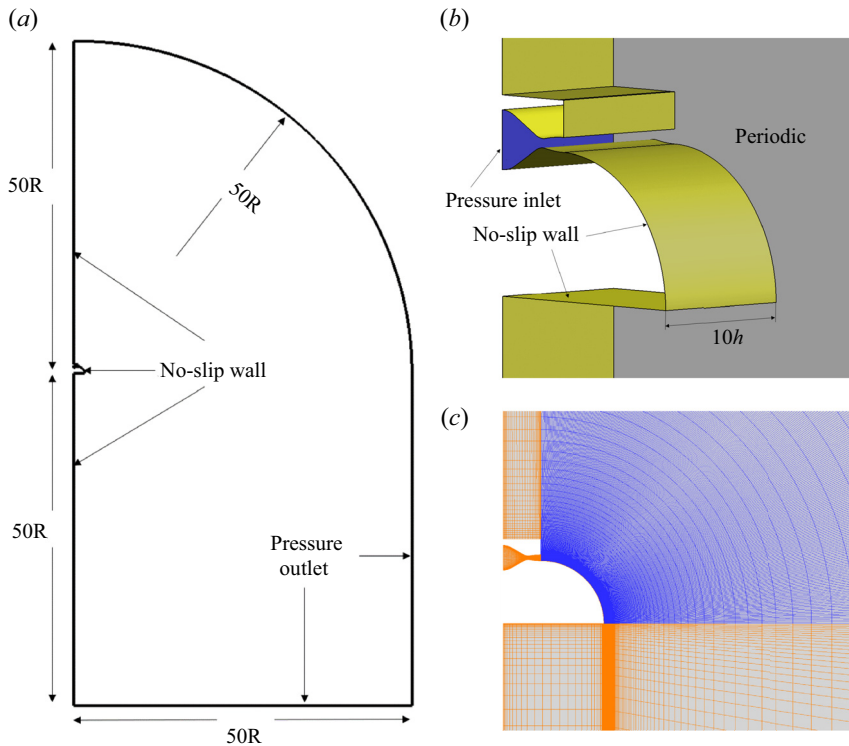 (a)
50R
50R
No-slip wall
50R
Pressure
outlet
50R
(b)
Periodic
Pressure inlet
No-slip wall
10h
(c)